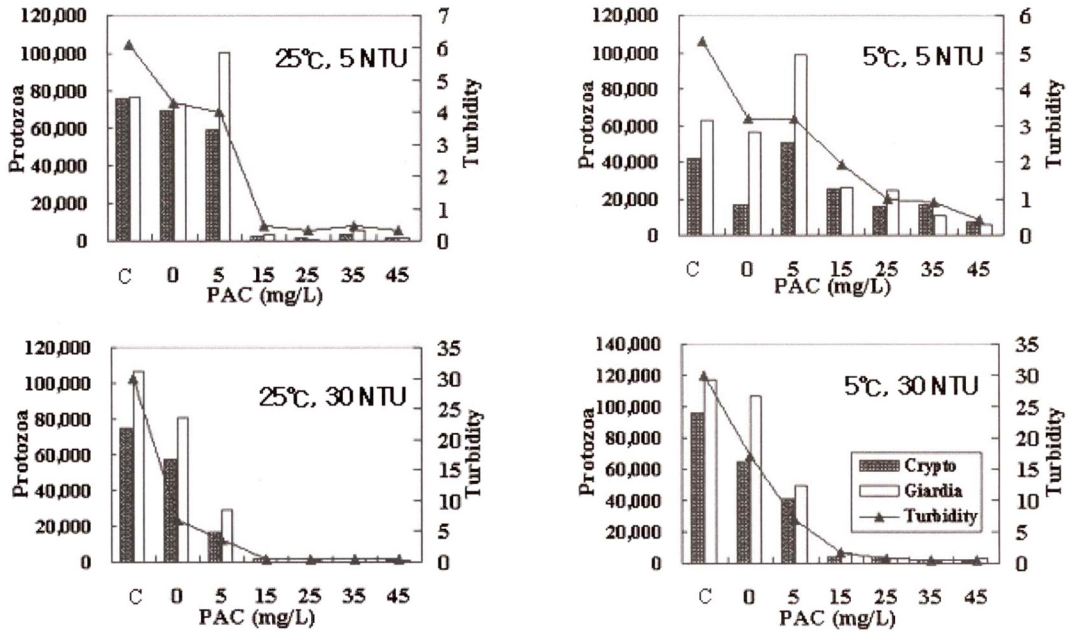 120,000
100,000
80,000
60,000
40,000
20,000
0
Protozoa
25℃, 5 NTU
7
6
5
4
3
2
1
0
Turbidity
C 0 5 15 25 35 45
PAC (mg/L)
120,000
100,000
80,000
60,000
40,000
20,000
0
Protozoa
5℃, 5 NTU
6
5
4
3
2
1
0
Turbidity
C 0 5 15 25 35 45
PAC (mg/L)
120,000
100,000
80,000
60,000
40,000
20,000
0
Protozoa
25℃, 30 NTU
35
30
25
20
15
10
5
0
Turbidity
C 0 5 15 25 35 45
PAC (mg/L)
140,000
120,000
100,000
80,000
60,000
40,000
20,000
0
Protozoa
5℃, 30 NTU
Crypto
Giardia
Turbidity
35
30
25
20
15
10
5
0
Turbidity
C 0 5 15 25 35 45
PAC (mg/L)